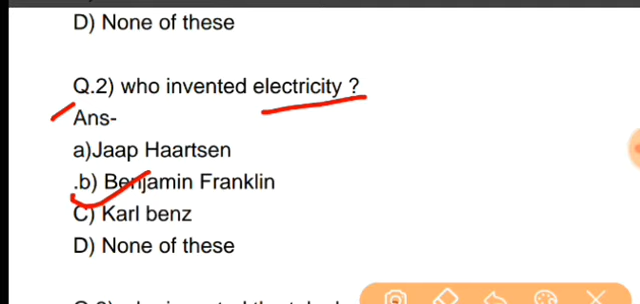 D) None of these
Q.2) who invented electricity ?
Ans-
a)Jaap Haartsen
.b) Benjamin Franklin
C) Karl benz
D) None of these